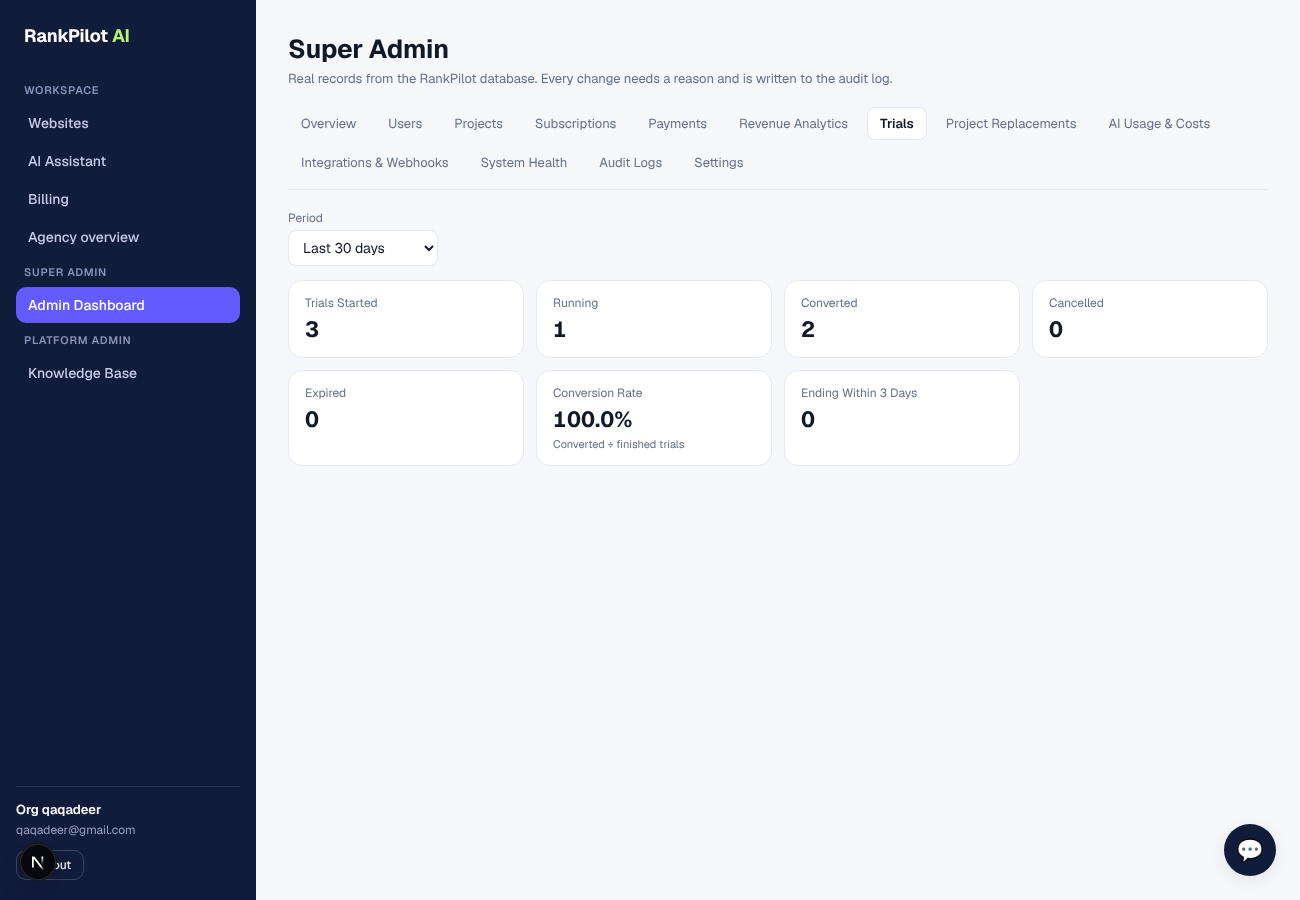 RankPilot AI
WORKSPACE
Websites
AI Assistant
Billing
Agency overview
SUPER ADMIN
Admin Dashboard
PLATFORM ADMIN
Knowledge Base
Org qaqadeer
qaqadeer@gmail.com
N
out
Super Admin
Real records from the RankPilot database. Every change needs a reason and is written to the audit log.
Overview Users Projects Subscriptions Payments Revenue Analytics Trials Project Replacements AI Usage & Costs
Integrations & Webhooks System Health Audit Logs Settings
Period
Last 30 days
Trials Started
3
Running
1
Converted
2
Cancelled
0
Expired
0
Conversion Rate
100.0%
Converted ÷ finished trials
Ending Within 3 Days
0